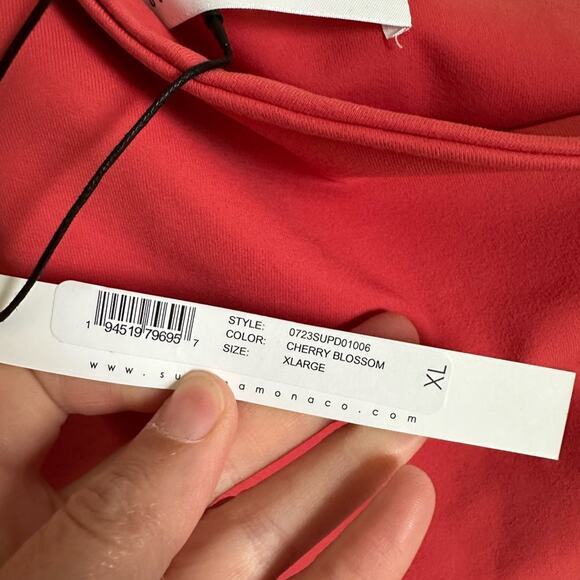 STYLE: 0723SUPD01006
COLOR: CHERRY BLOSSOM
SIZE: XLARGE
XL
1 94519 79695 7